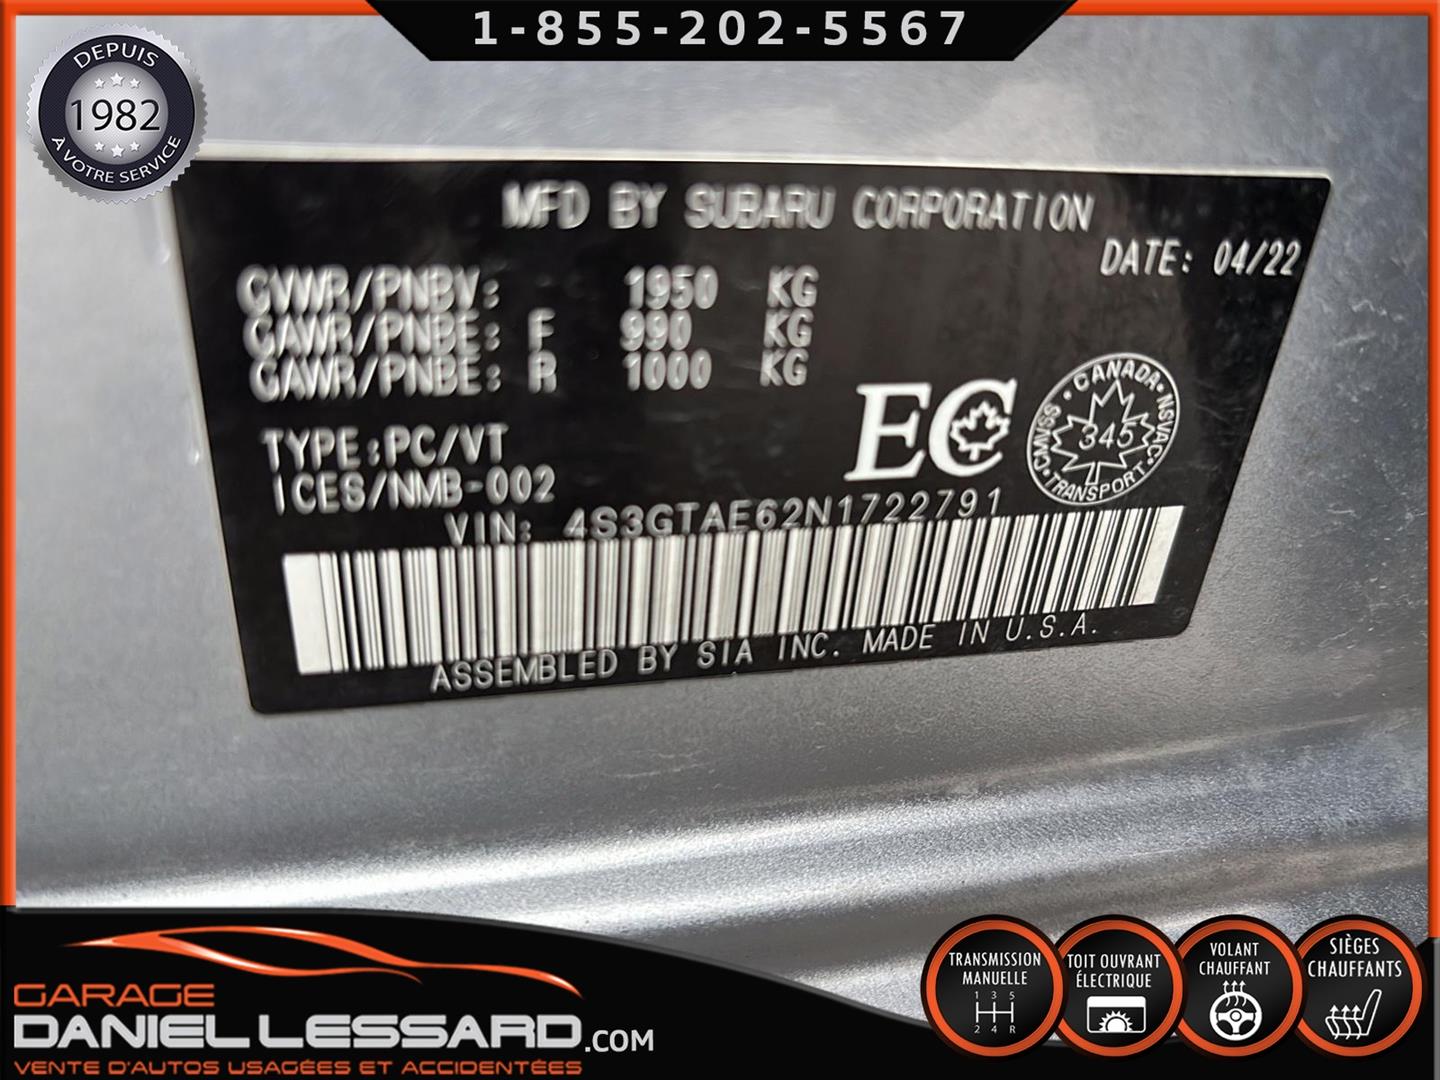 1-855-202-5567
DEPUIS
1982
À VOTRE SERVICE
MFD BY SUBARU CORPORATION
DATE: 04/22
GVWR/PNBV: 1950 KG
GAWR/PNBE: F 990 KG
GAWR/PNBE: R 1000 KG
TYPE:PC/VT
ICES/NMB-002
EC
CANADA
CMVSS
NSVAC
345
TRANSPORT
VIN: 4S3GTAE62N1722791
ASSEMBLED BY SIA INC. MADE IN U.S.A.
GARAGE
DANIEL LESSARD.COM
VENTE D'AUTOS USAGÉES ET ACCIDENTÉES
TRANSMISSION
MANUELLE
1 3 5
2 4 R
TOIT OUVRANT
ÉLECTRIQUE
VOLANT
CHAUFFANT
SIÈGES
CHAUFFANTS